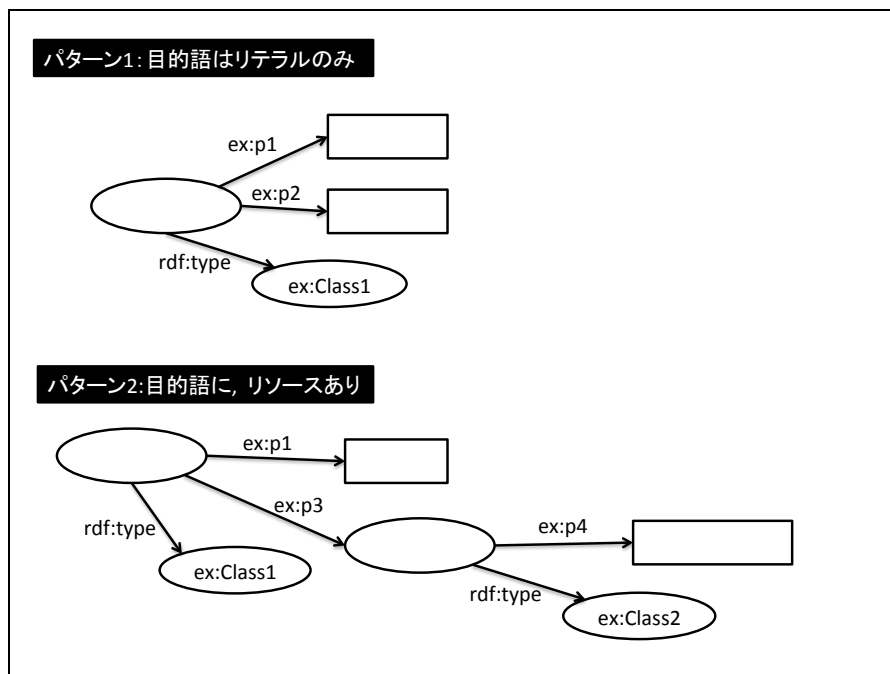 パターン1:目的語はリテラルのみ
ex:p1
ex:p2
rdf:type
ex:Class1
パターン2:目的語に, リソースあり
ex:p1
ex:p3
rdf:type
ex:p4
ex:Class1
rdf:type
ex:Class2